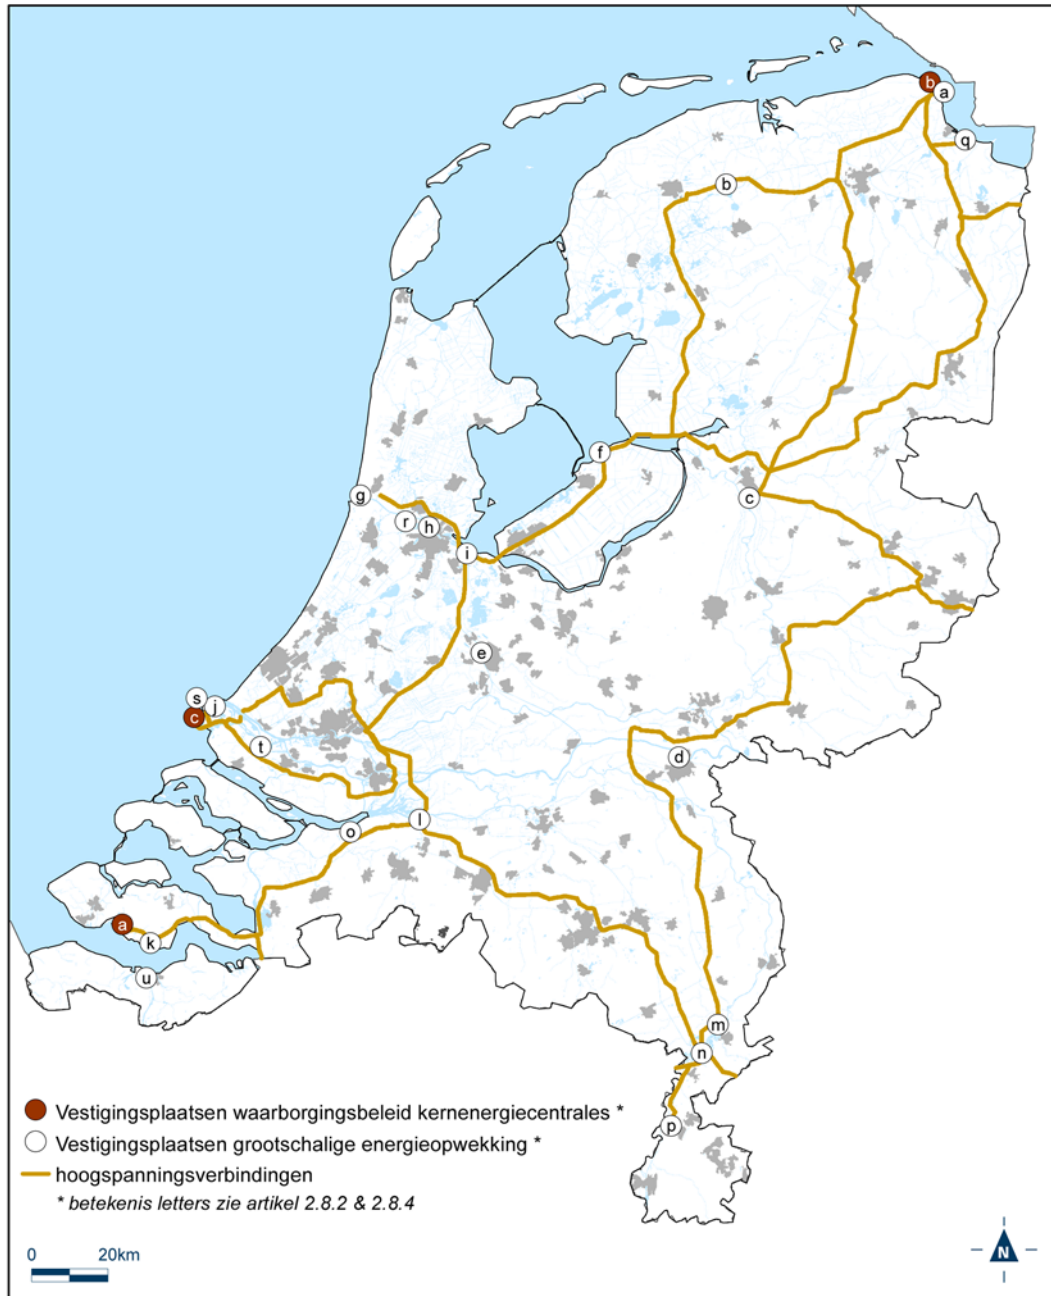 b
a
q
b
f
g
c
r
h
i
e
s
j
c
t
d
l
o
a
k
u
m
n
p
Vestigingsplaatsen waarborgingsbeleid kernenergiecentrales *
Vestigingsplaatsen grootschalige energieopwekking *
hoogspanningsverbindingen
* betekenis letters zie artikel 2.8.2 & 2.8.4
0 20km
N